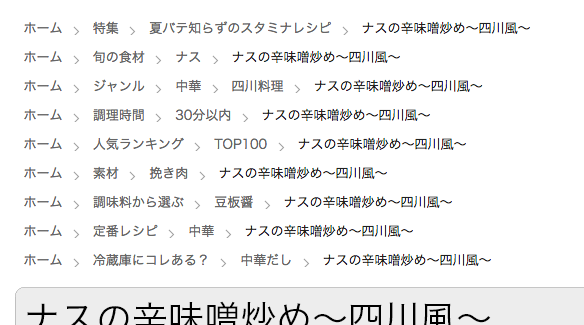 ホーム > 特集 > 夏バテ知らずのスタミナレシピ > ナスの辛味噌炒め〜四川風〜
ホーム > 旬の食材 > ナス > ナスの辛味噌炒め〜四川風〜
ホーム > ジャンル > 中華 > 四川料理 > ナスの辛味噌炒め〜四川風〜
ホーム > 調理時間 > 30分以内 > ナスの辛味噌炒め〜四川風〜
ホーム > 人気ランキング > TOP100 > ナスの辛味噌炒め〜四川風〜
ホーム > 素材 > 挽き肉 > ナスの辛味噌炒め〜四川風〜
ホーム > 調味料から選ぶ > 豆板醤 > ナスの辛味噌炒め〜四川風〜
ホーム > 定番レシピ > 中華 > ナスの辛味噌炒め〜四川風〜
ホーム > 冷蔵庫にコレある？ > 中華だし > ナスの辛味噌炒め〜四川風〜
ナスの辛味噌炒め〜四川風〜